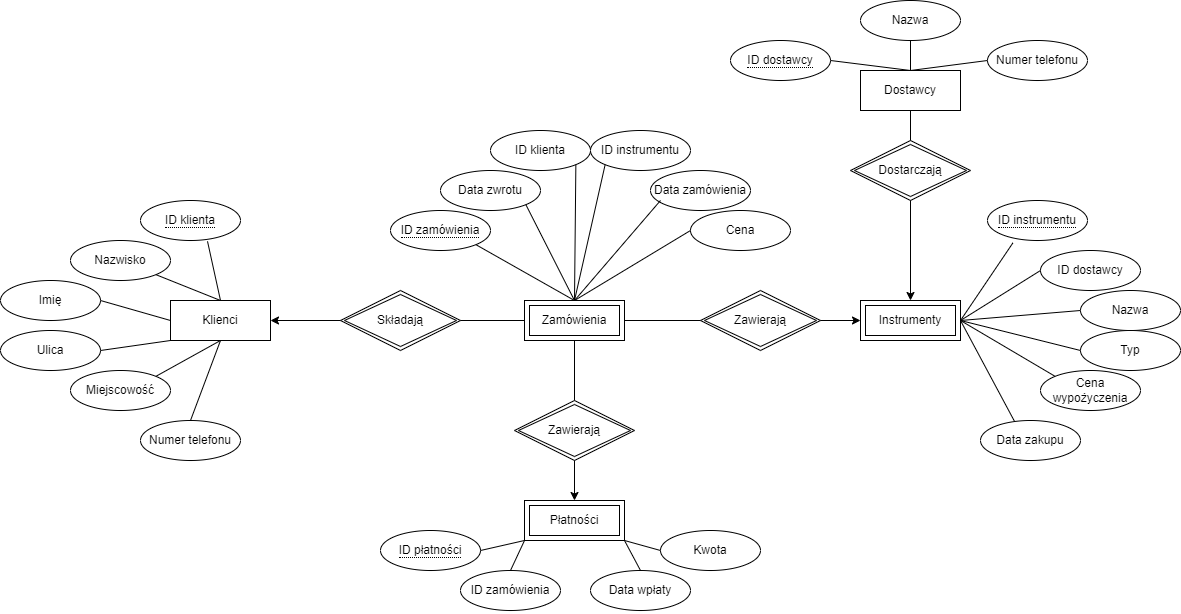 Nazwa
ID dostawcy
Numer telefonu
Dostawcy
Dostarczają
ID klienta
ID instrumentu
Data zwrotu
Data zamówienia
ID zamówienia
Cena
ID klienta
Nazwisko
Imię
Ulica
Miejscowość
Numer telefonu
Klienci
Składają
Zamówienia
Zawierają
Instrumenty
ID instrumentu
ID dostawcy
Nazwa
Typ
Cena
wypożyczenia
Data zakupu
Zawierają
Płatności
ID płatności
ID zamówienia
Data wpłaty
Kwota